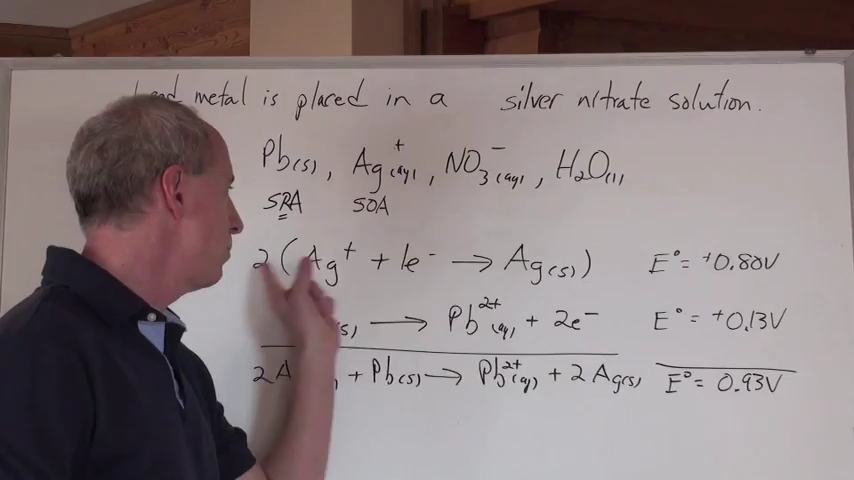 metal is placed in a silver nitrate solution.
Pb(s), Ag⁺(aq), NO₃⁻(aq), H₂O(l)
SRA SOA
2(Ag⁺ + 1e⁻ → Ag(s)) E° = ⁺0.80V
(s) → Pb²⁺(aq) + 2e⁻ E° = ⁺0.13V
2A + Pb(s) → Pb²⁺(aq) + 2Ag(s) E° = 0.93V